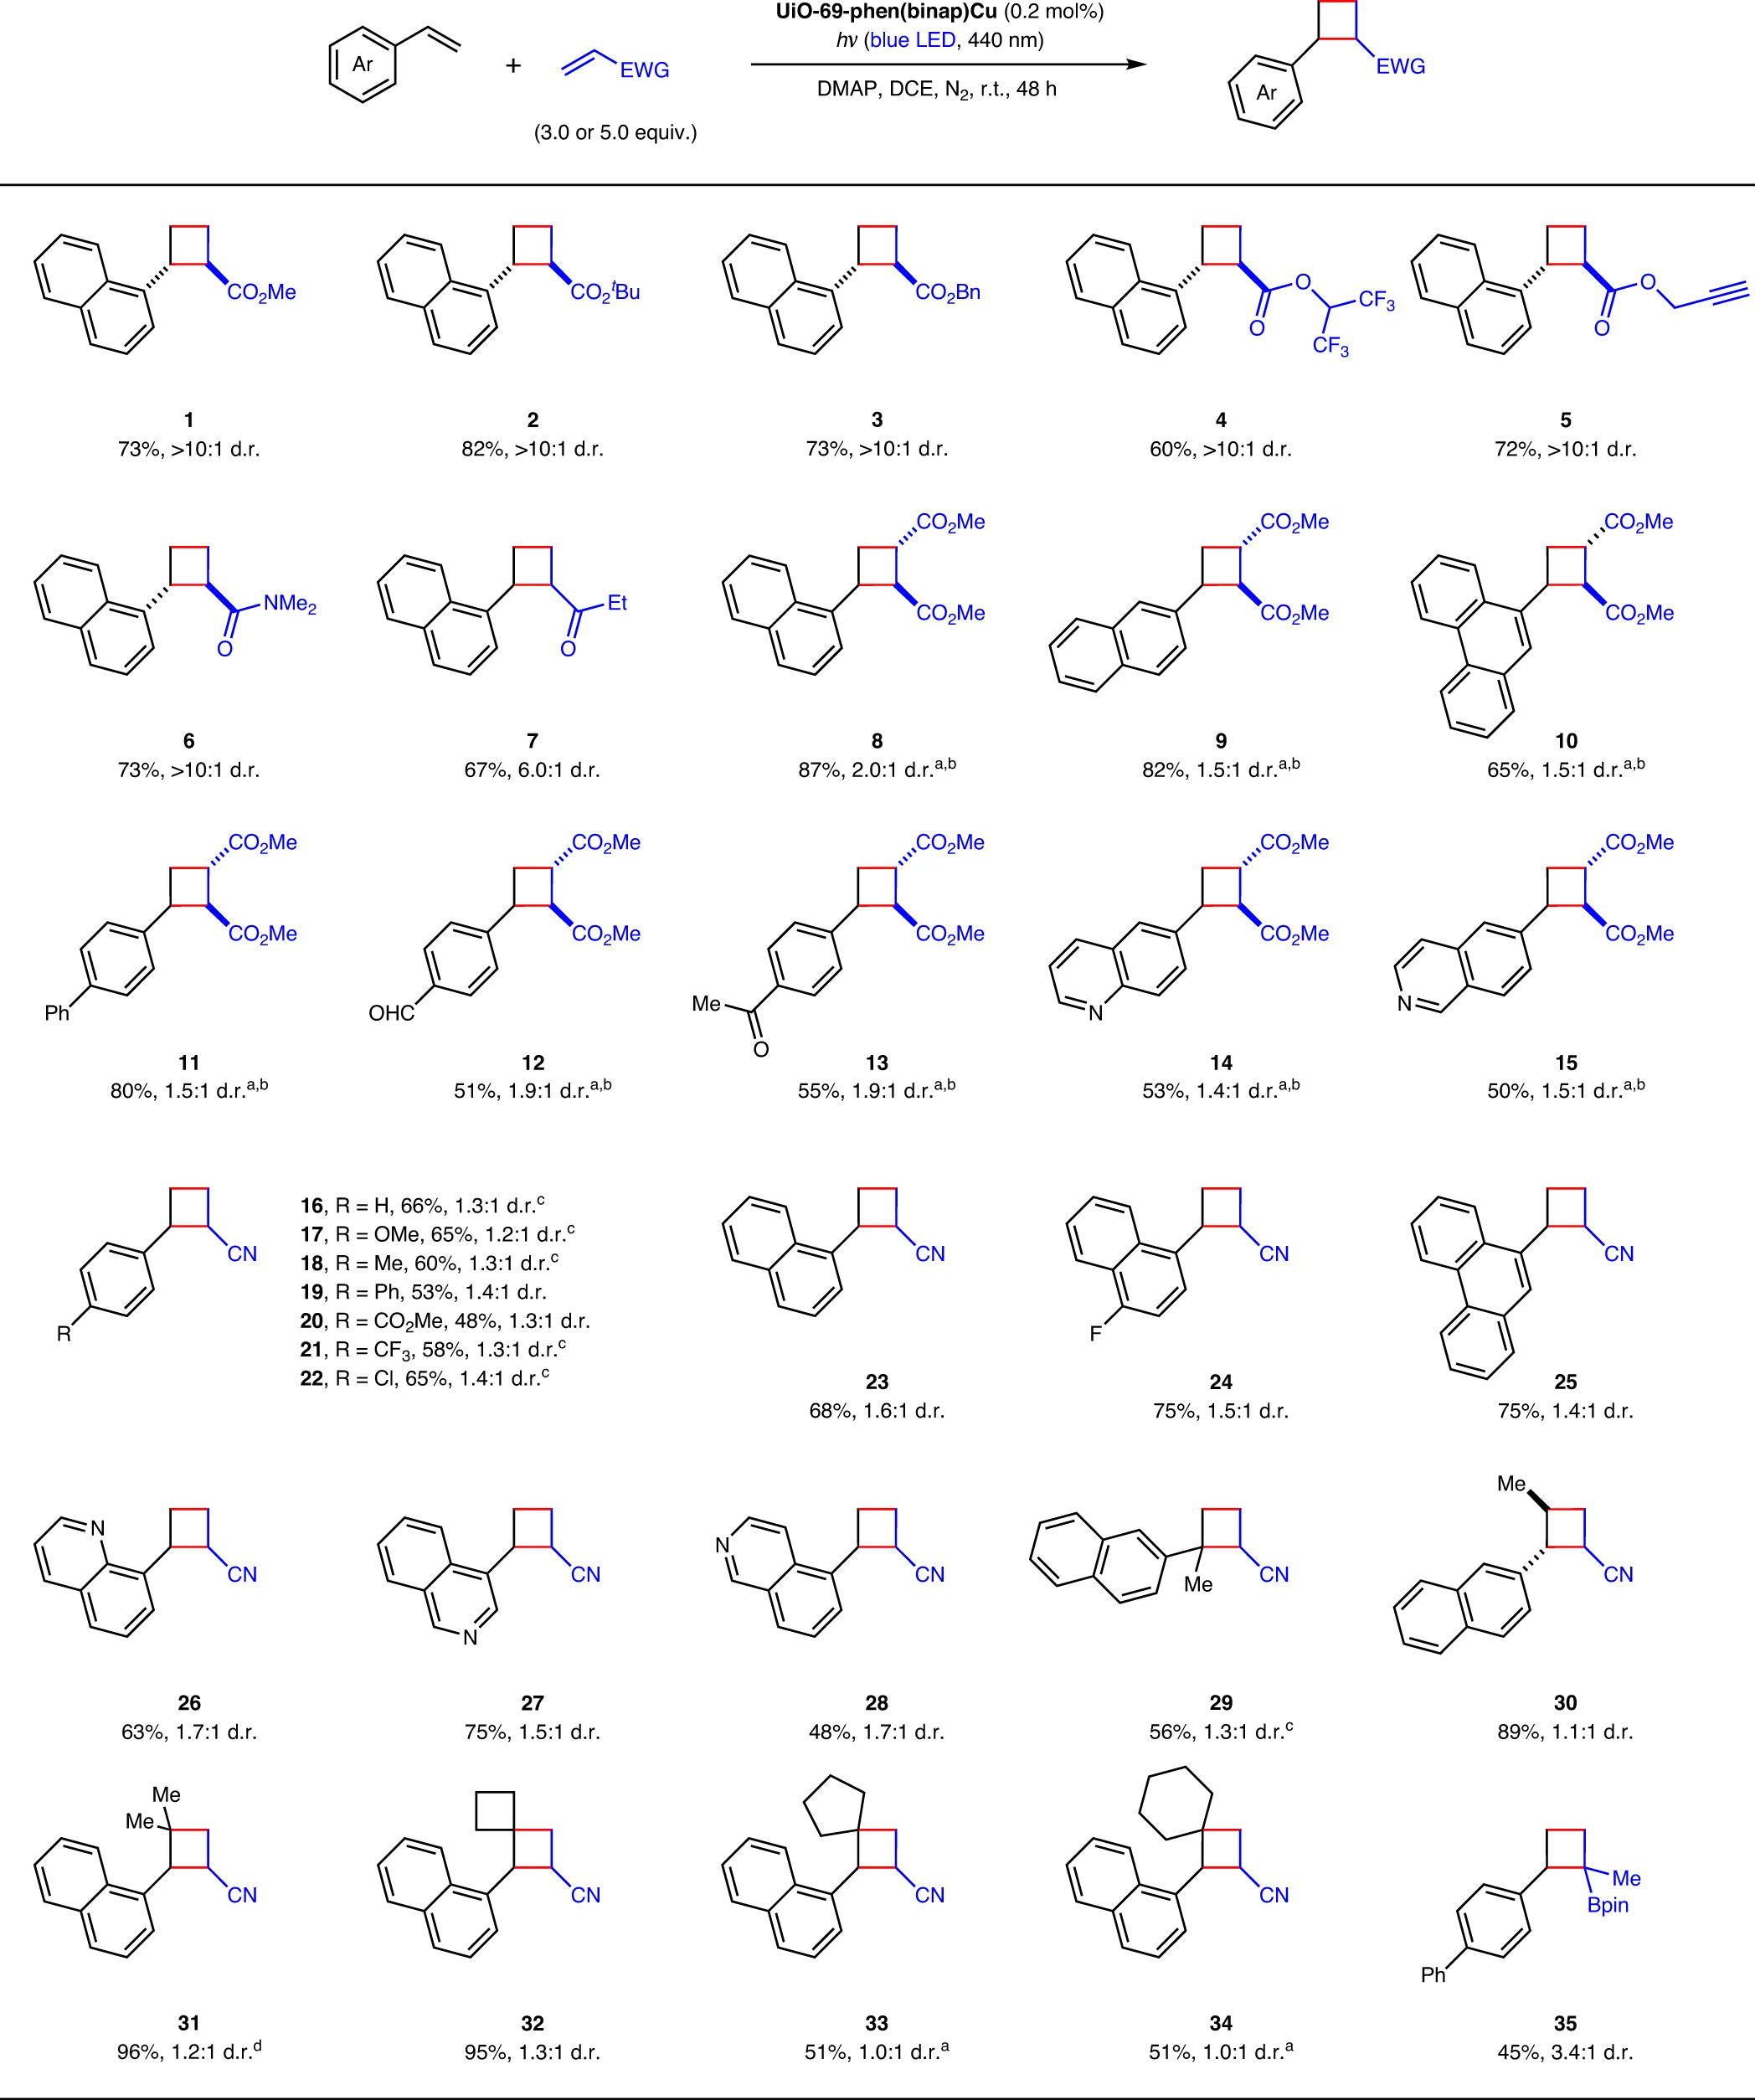 UiO-69-phen(binap)Cu (0.2 mol%)
hν (blue LED, 440 nm)
Ar + EWG Ar EWG
DMAP, DCE, N₂, r.t., 48 h
(3.0 or 5.0 equiv.)
CO₂Me CO₂ᵗBu CO₂Bn O O CF₃ CF₃ O O
1 2 3 4 5
73%, >10:1 d.r. 82%, >10:1 d.r. 73%, >10:1 d.r. 60%, >10:1 d.r. 72%, >10:1 d.r.
CO₂Me CO₂Me CO₂Me
NMe₂ O Et O CO₂Me CO₂Me CO₂Me
6 7 8 9 10
73%, >10:1 d.r. 67%, 6.0:1 d.r. 87%, 2.0:1 d.r.ᵃ,ᵇ 82%, 1.5:1 d.r.ᵃ,ᵇ 65%, 1.5:1 d.r.ᵃ,ᵇ
CO₂Me CO₂Me CO₂Me CO₂Me CO₂Me
CO₂Me CO₂Me CO₂Me CO₂Me CO₂Me
Ph OHC Me O N N
11 12 13 14 15
80%, 1.5:1 d.r.ᵃ,ᵇ 51%, 1.9:1 d.r.ᵃ,ᵇ 55%, 1.9:1 d.r.ᵃ,ᵇ 53%, 1.4:1 d.r.ᵃ,ᵇ 50%, 1.5:1 d.r.ᵃ,ᵇ
CN
R
16, R = H, 66%, 1.3:1 d.r.ᶜ
17, R = OMe, 65%, 1.2:1 d.r.ᶜ
18, R = Me, 60%, 1.3:1 d.r.ᶜ
19, R = Ph, 53%, 1.4:1 d.r.
20, R = CO₂Me, 48%, 1.3:1 d.r.
21, R = CF₃, 58%, 1.3:1 d.r.ᶜ
22, R = Cl, 65%, 1.4:1 d.r.ᶜ
CN CN CN
F
23 24 25
68%, 1.6:1 d.r. 75%, 1.5:1 d.r. 75%, 1.4:1 d.r.
Me
N N
CN CN CN Me CN CN
N
26 27 28 29 30
63%, 1.7:1 d.r. 75%, 1.5:1 d.r. 48%, 1.7:1 d.r. 56%, 1.3:1 d.r.ᶜ 89%, 1.1:1 d.r.
Me
Me
CN CN CN CN Me
Bpin
Ph
31 32 33 34 35
96%, 1.2:1 d.r.ᵈ 95%, 1.3:1 d.r. 51%, 1.0:1 d.r.ᵃ 51%, 1.0:1 d.r.ᵃ 45%, 3.4:1 d.r.